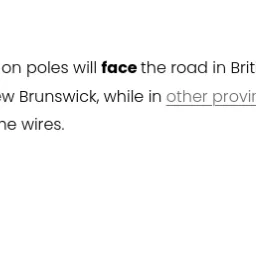 on poles will face the road in Brit
ew Brunswick, while in other provin
he wires.